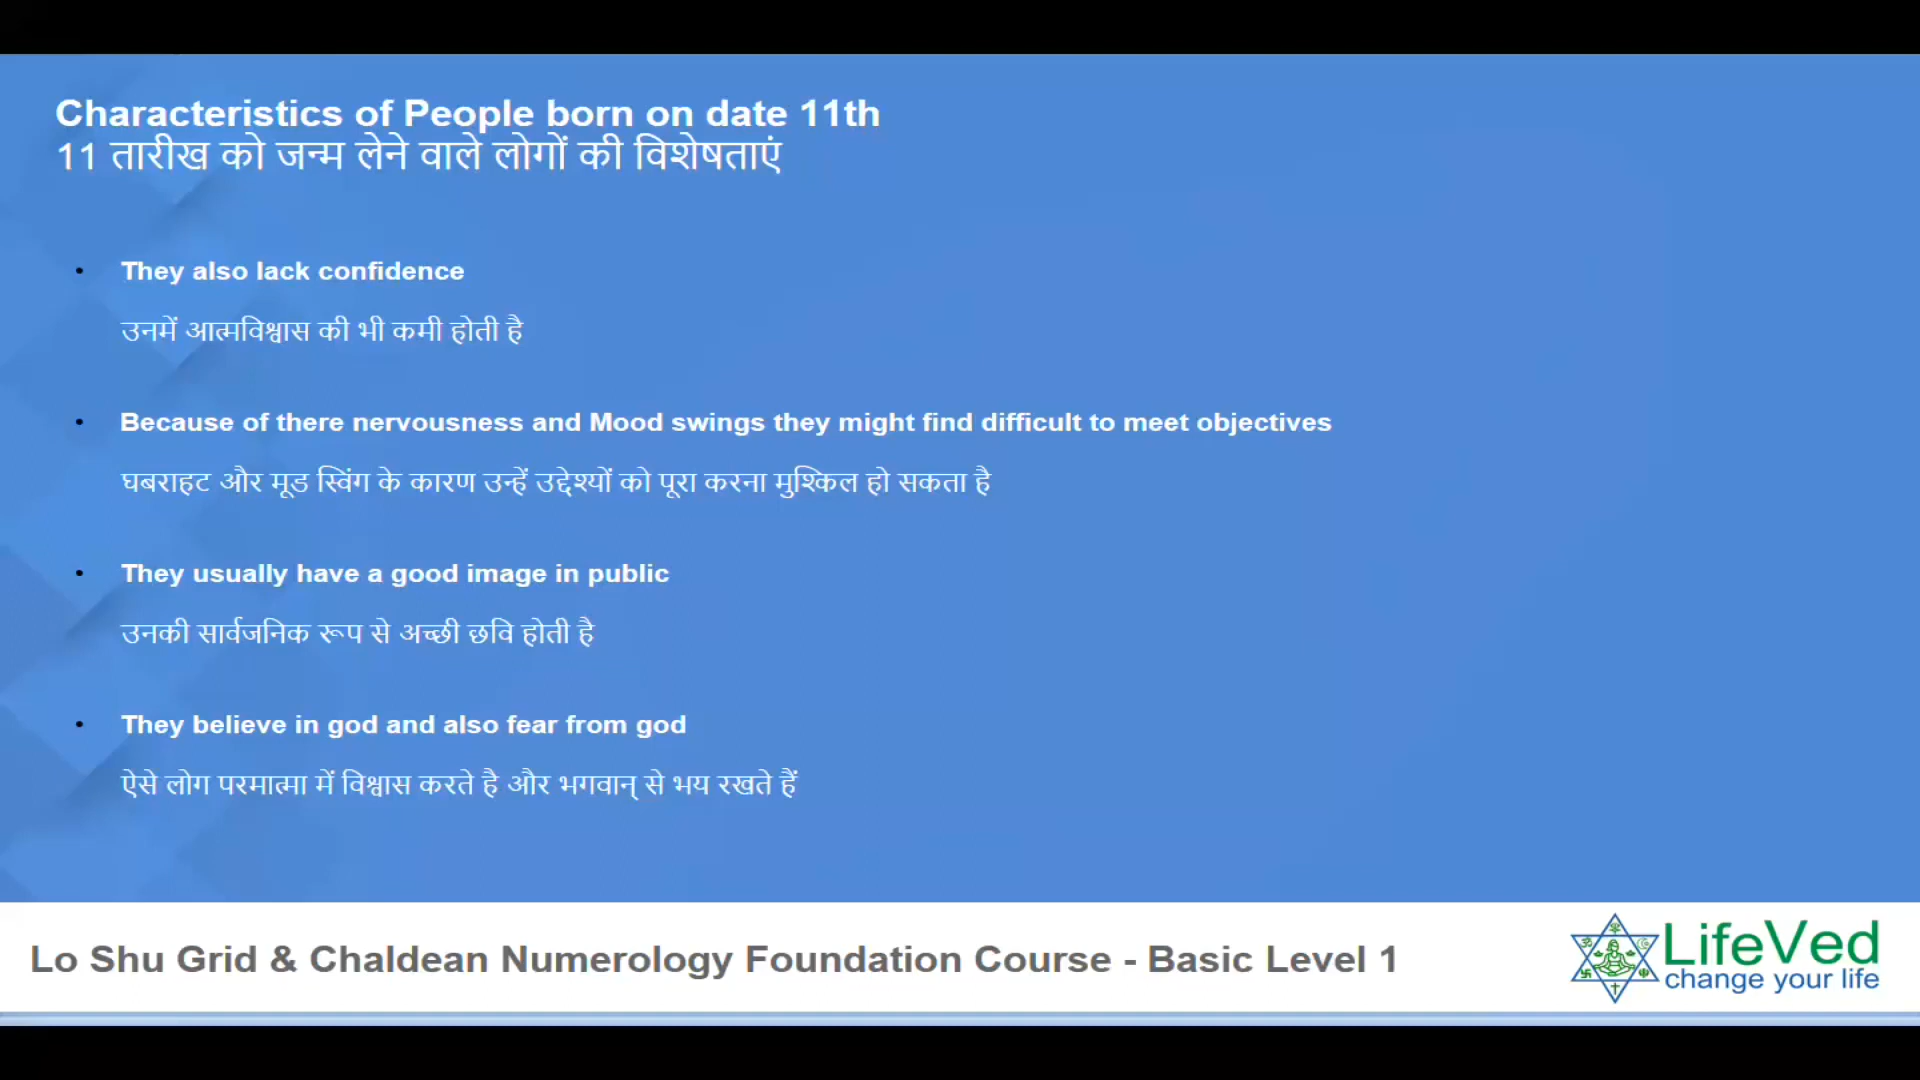 Characteristics of People born on date 11th
11 तारीख को जन्म लेने वाले लोगों की विशेषताएं
• They also lack confidence
उनमें आत्मविश्वास की भी कमी होती है
• Because of there nervousness and Mood swings they might find difficult to meet objectives
घबराहट और मूड स्विंग के कारण उन्हें उद्देश्यों को पूरा करना मुश्किल हो सकता है
• They usually have a good image in public
उनकी सार्वजनिक रूप से अच्छी छवि होती है
• They believe in god and also fear from god
ऐसे लोग परमात्मा में विश्वास करते है और भगवान् से भय रखते हैं
Lo Shu Grid & Chaldean Numerology Foundation Course - Basic Level 1
LifeVed
change your life